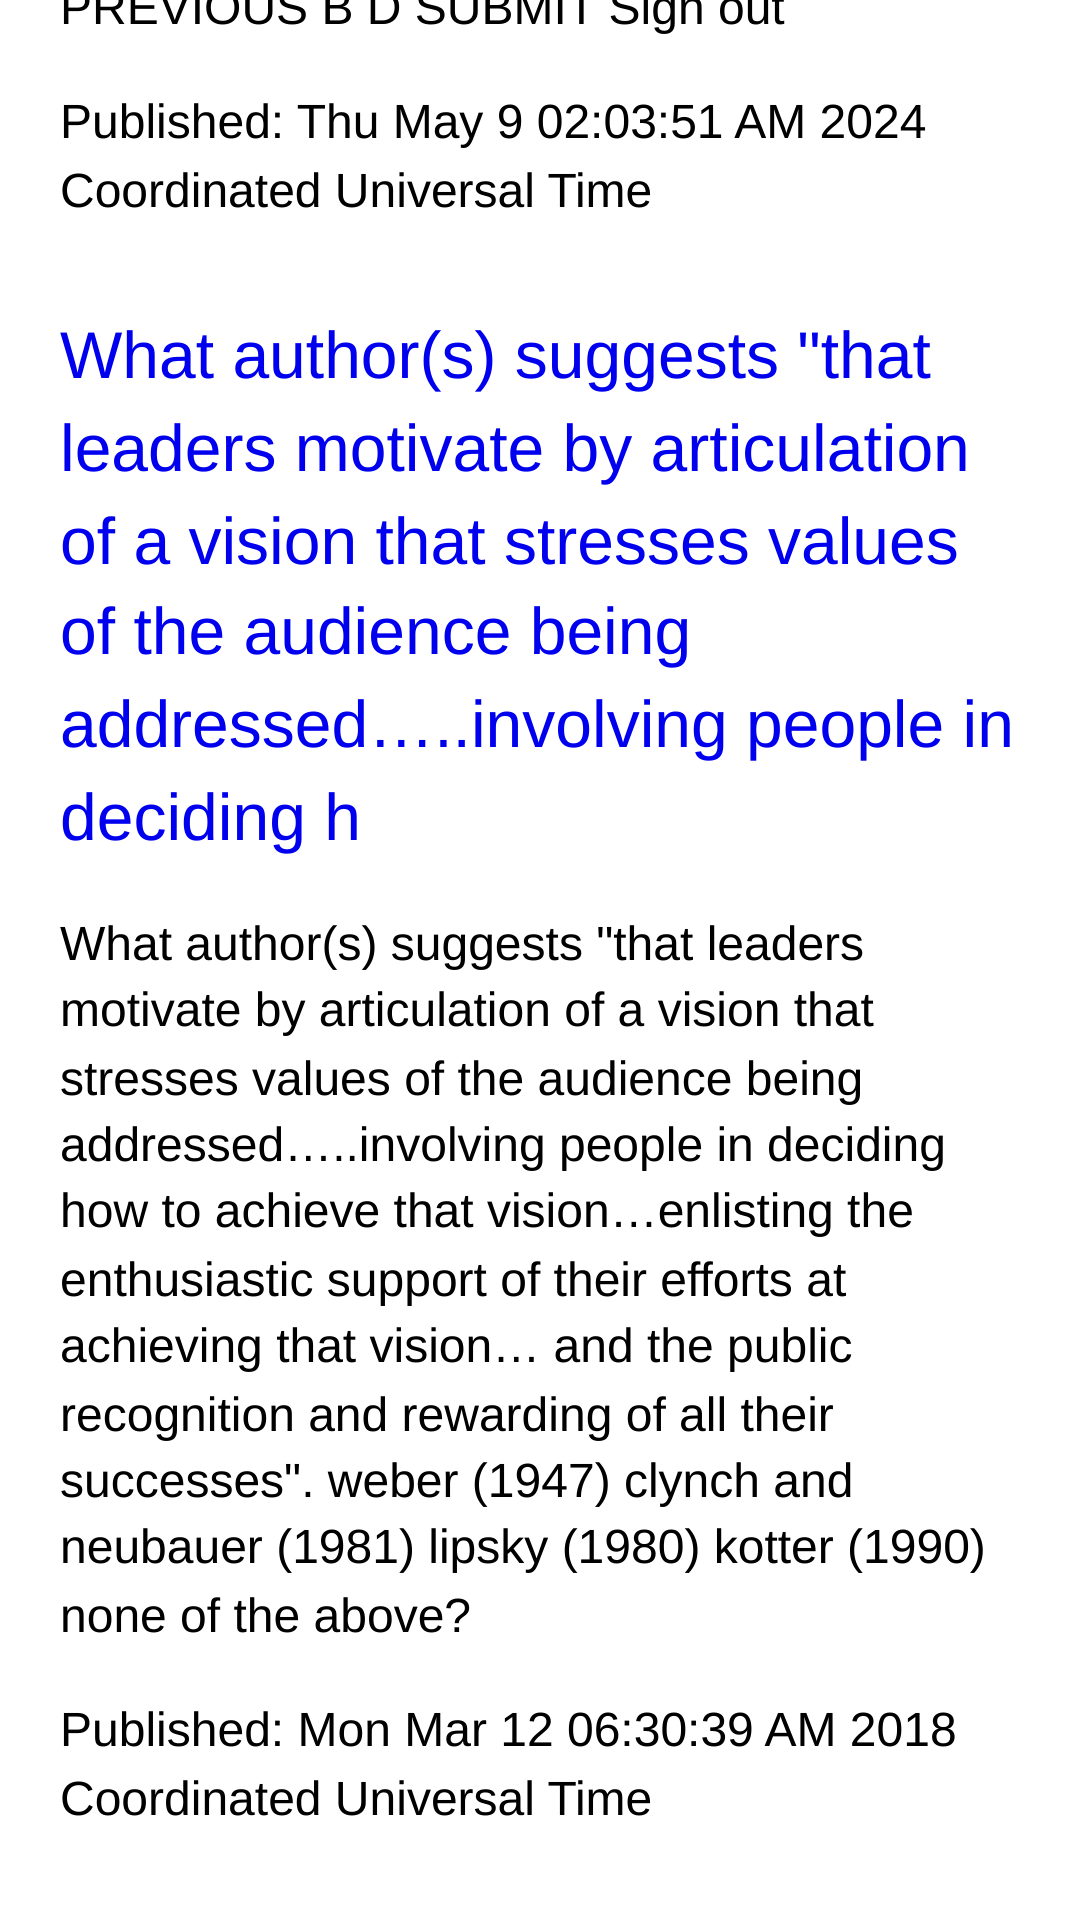 PREVIOUS B D SUBMIT Sign out
Published: Thu May 9 02:03:51 AM 2024
Coordinated Universal Time
What author(s) suggests "that
leaders motivate by articulation
of a vision that stresses values
of the audience being
addressed…..involving people in
deciding h
What author(s) suggests "that leaders
motivate by articulation of a vision that
stresses values of the audience being
addressed…..involving people in deciding
how to achieve that vision…enlisting the
enthusiastic support of their efforts at
achieving that vision… and the public
recognition and rewarding of all their
successes". weber (1947) clynch and
neubauer (1981) lipsky (1980) kotter (1990)
none of the above?
Published: Mon Mar 12 06:30:39 AM 2018
Coordinated Universal Time